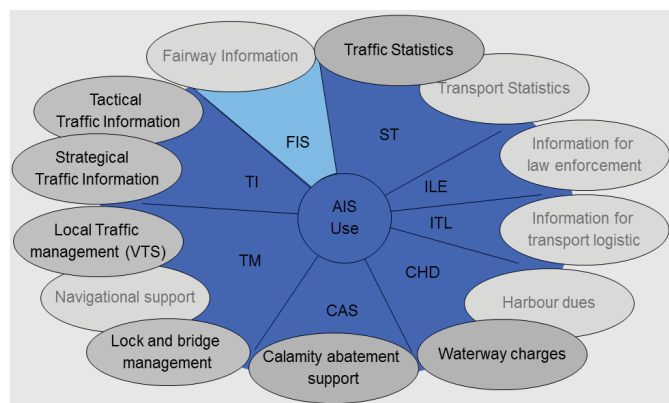 Fairway Information
Traffic Statistics
Tactical
Traffic Information
Transport Statistics
FIS
ST
Strategical
Traffic Information
Information for
law enforcement
TI
ILE
AIS
Use
ITL
Local Traffic
management (VTS)
Information for
transport logistic
TM
CHD
Navigational support
Harbour dues
CAS
Lock and bridge
management
Calamity abatement
support
Waterway charges